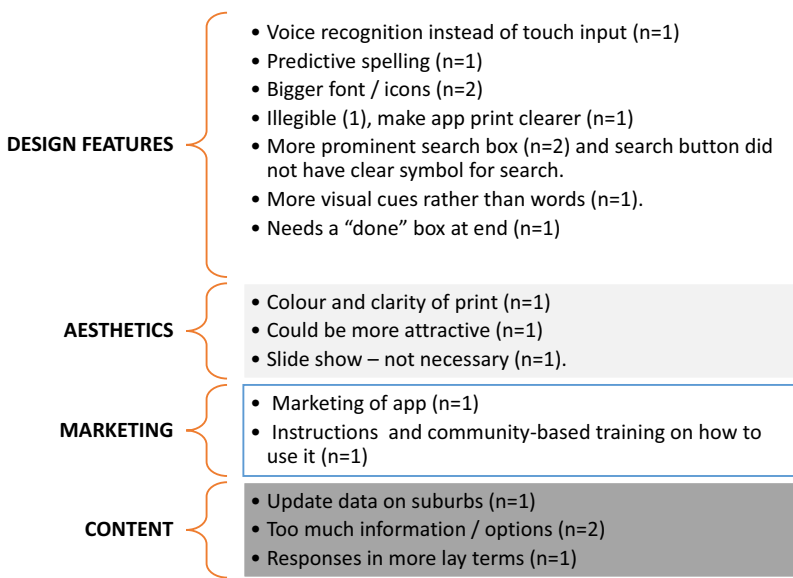 DESIGN FEATURES
• Voice recognition instead of touch input (n=1)
• Predictive spelling (n=1)
• Bigger font / icons (n=2)
• Illegible (1), make app print clearer (n=1)
• More prominent search box (n=2) and search button did
not have clear symbol for search.
• More visual cues rather than words (n=1).
• Needs a “done” box at end (n=1)
AESTHETICS
• Colour and clarity of print (n=1)
• Could be more attractive (n=1)
• Slide show – not necessary (n=1).
MARKETING
• Marketing of app (n=1)
• Instructions and community-based training on how to
use it (n=1)
CONTENT
• Update data on suburbs (n=1)
• Too much information / options (n=2)
• Responses in more lay terms (n=1)